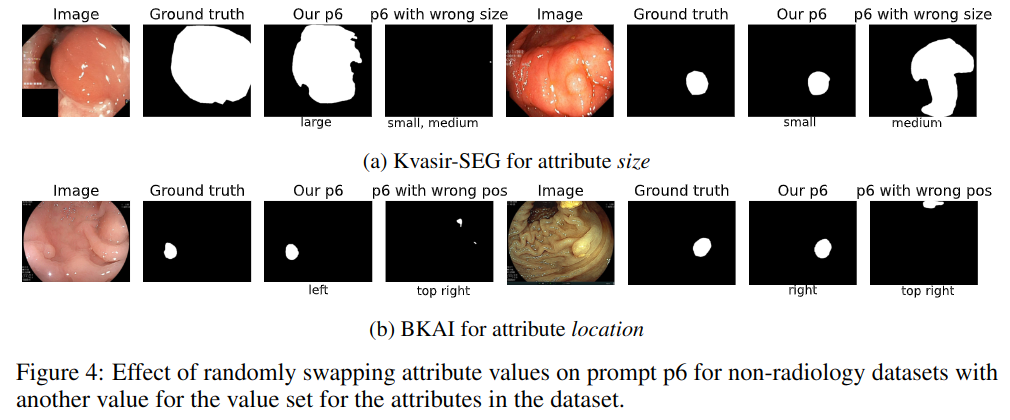 Image Ground truth Our p6 p6 with wrong size Image Ground truth Our p6 p6 with wrong size
large small, medium small medium
(a) Kvasir-SEG for attribute size
Image Ground truth Our p6 p6 with wrong pos Image Ground truth Our p6 p6 with wrong pos
left top right right top right
(b) BKAI for attribute location
Figure 4: Effect of randomly swapping attribute values on prompt p6 for non-radiology datasets with
another value for the value set for the attributes in the dataset.